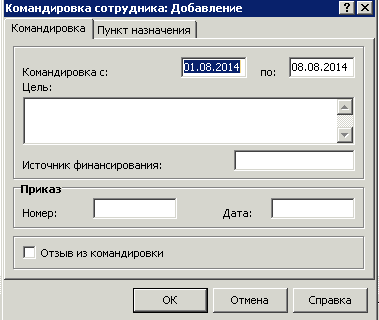 Командировка сотрудника: Добавление
Командировка Пункт назначения
Командировка с: 01.08.2014 по: 08.08.2014
Цель:
Источник финансирования:
Приказ
Номер: Дата:
Отзыв из командировки
ОК Отмена Справка